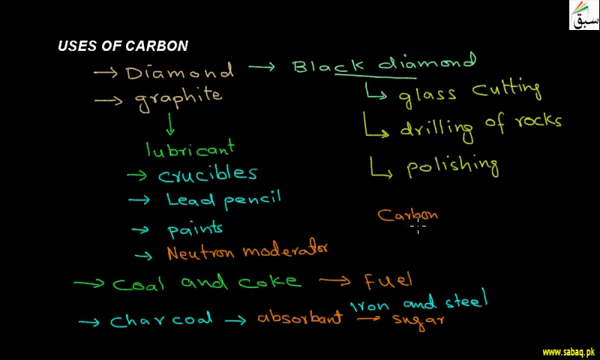 سبق
USES OF CARBON
→ Diamond → Black diamond
→ graphite
glass cutting
drilling of rocks
polishing
lubricant
→ crucibles
→ Lead pencil
→ paints
→ Neutron moderator
Carbon
→ coal and coke → fuel
iron and steel
→ charcoal → absorbant → sugar
www.sabaq.pk